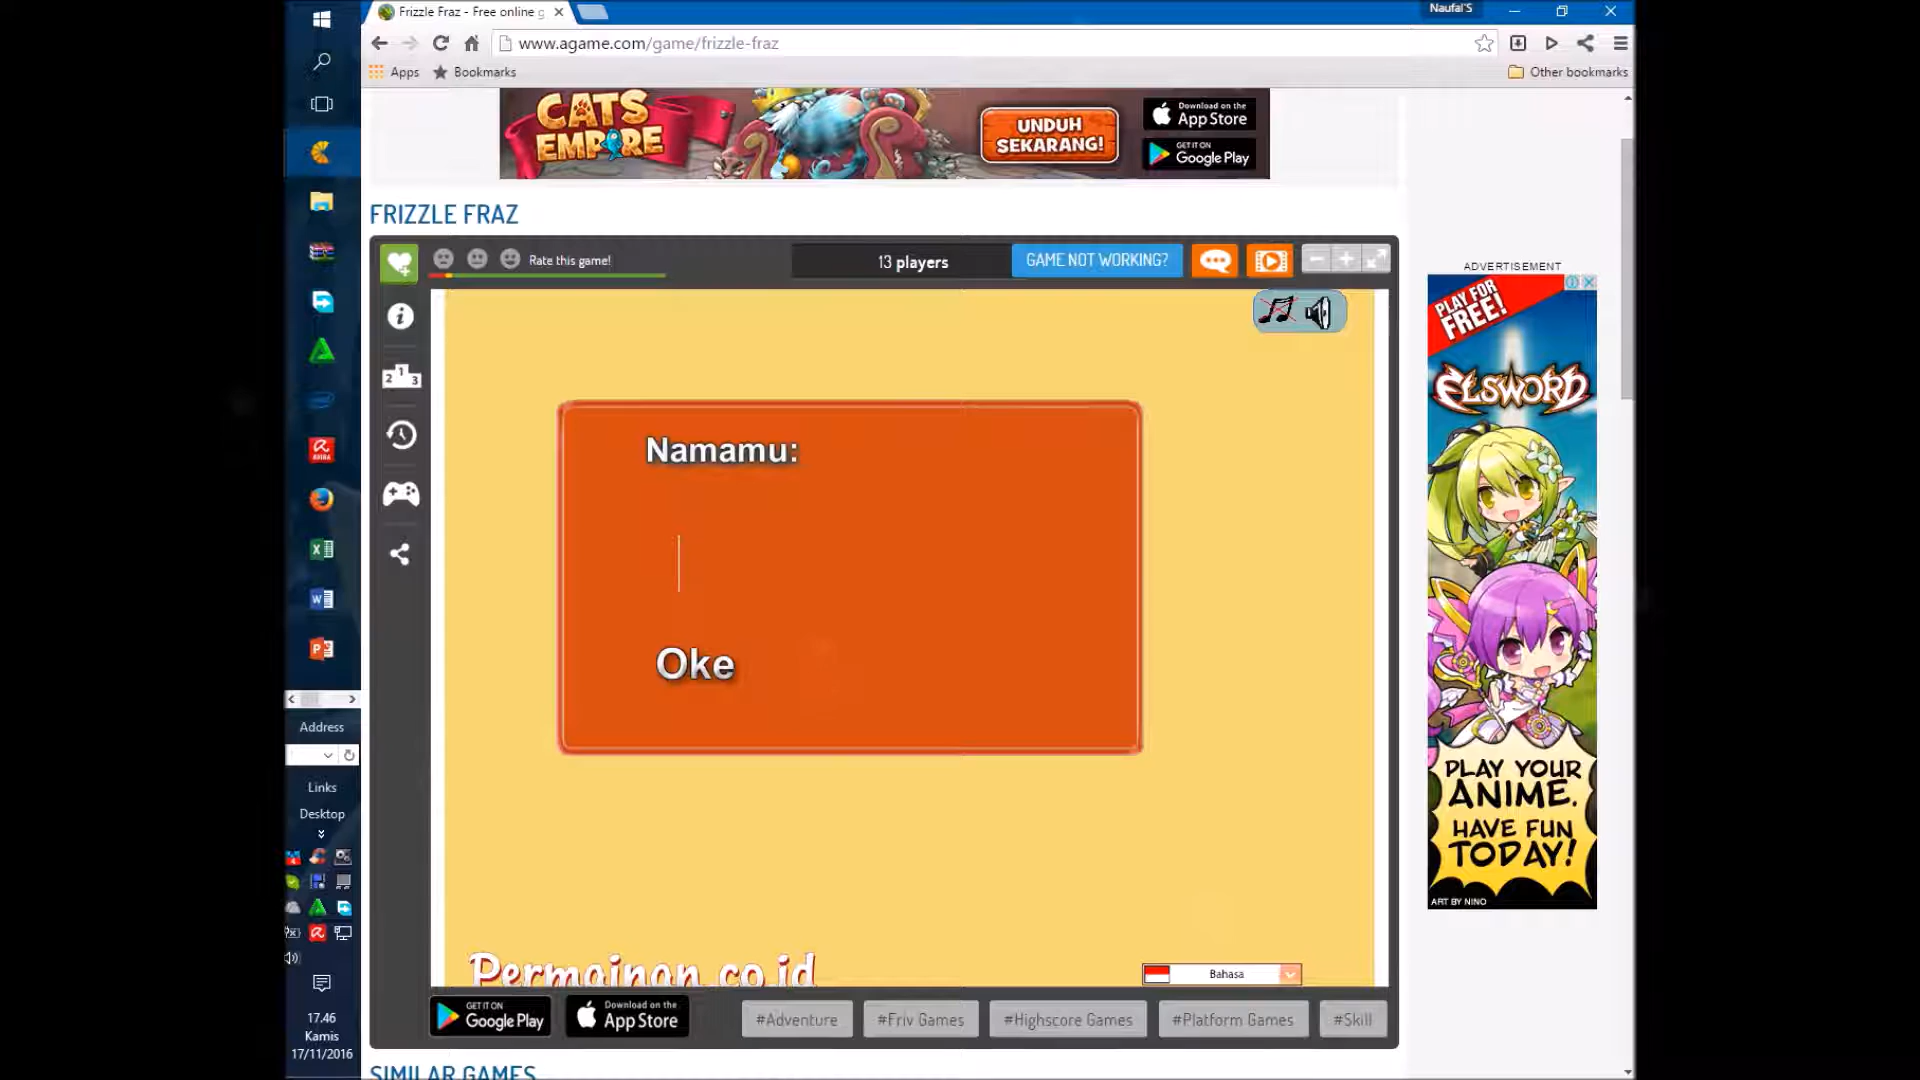 Frizzle Fraz - Free online g
Naufal'S
www.agame.com/game/frizzle-fraz
Apps
Bookmarks
Other bookmarks
CATS EMPIRE
UNDUH SEKARANG!
Download on the App Store
GET IT ON Google Play
FRIZZLE FRAZ
Rate this game!
13 players
GAME NOT WORKING?
ADVERTISEMENT
PLAY FOR FREE!
ELSWORD
Namamu:
Oke
PLAY YOUR
ANIME.
HAVE FUN
TODAY!
ART BY NINO
Permainan.co.id
Bahasa
GET IT ON Google Play
Download on the App Store
#Adventure
#Friv Games
#Highscore Games
#Platform Games
#Skill
SIMILAR GAMES
Address
Links
Desktop
17.46
Kamis
17/11/2016